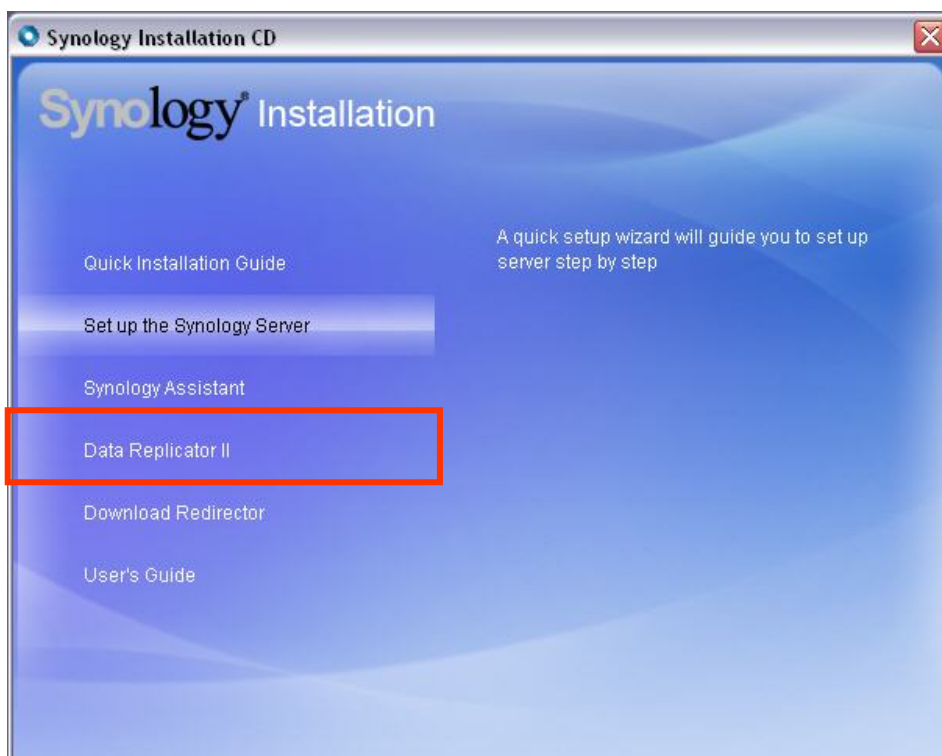 Synology Installation CD
Synology® Installation
Quick Installation Guide
Set up the Synology Server
Synology Assistant
Data Replicator II
Download Redirector
User's Guide
A quick setup wizard will guide you to set up
server step by step